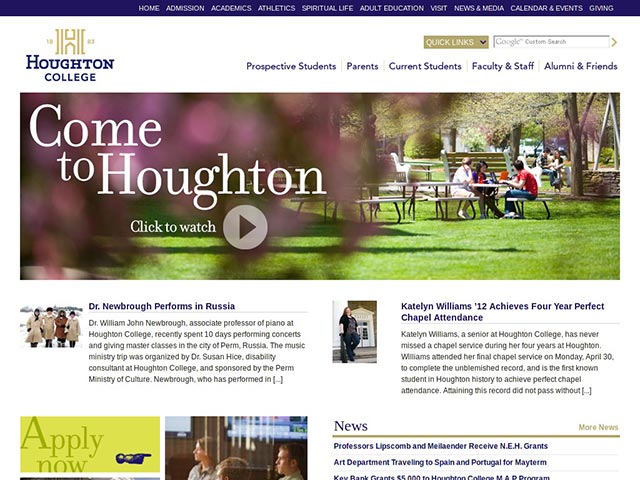 HOME ADMISSION ACADEMICS ATHLETICS SPIRITUAL LIFE ADULT EDUCATION VISIT NEWS & MEDIA CALENDAR & EVENTS GIVING
18 83
HOUGHTON
COLLEGE
QUICK LINKS
Google™ Custom Search
Prospective Students Parents Current Students Faculty & Staff Alumni & Friends
Come
to Houghton
Click to watch
Dr. Newbrough Performs in Russia
Dr. William John Newbrough, associate professor of piano at
Houghton College, recently spent 10 days performing concerts
and giving master classes in the city of Perm, Russia. The music
ministry trip was organized by Dr. Susan Hice, disability
consultant at Houghton College, and sponsored by the Perm
Ministry of Culture. Newbrough, who has performed in [...]
Katelyn Williams '12 Achieves Four Year Perfect
Chapel Attendance
Katelyn Williams, a senior at Houghton College, has never
missed a chapel service during her four years at Houghton.
Williams attended her final chapel service on Monday, April 30,
to complete the unblemished record, and is the first known
student in Houghton history to achieve perfect chapel
attendance. Attaining this record did not pass without [...]
Apply
now
News
More News
Professors Lipscomb and Meilaender Receive N.E.H. Grants
Art Department Traveling to Spain and Portugal for Mayterm
Key Bank Grants $5,000 to Houghton College M.A.P Program